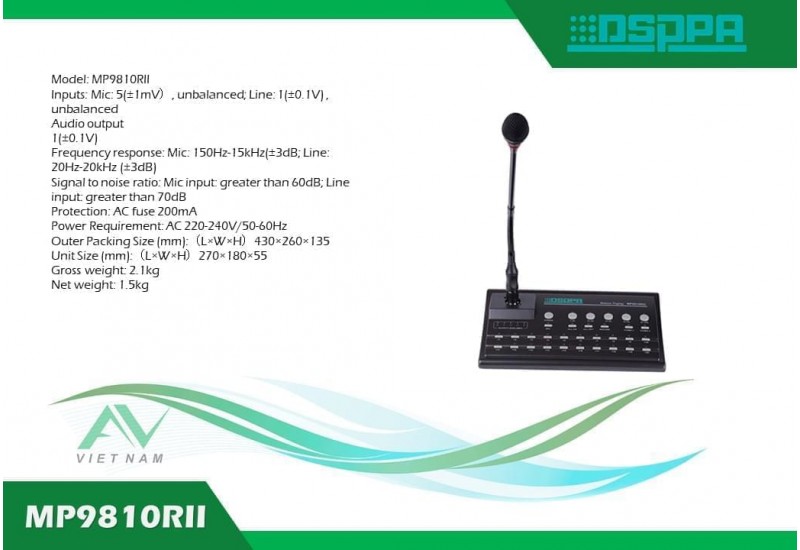 DSPPA
Model: MP9810RII
Inputs: Mic: 5(±1mV）, unbalanced; Line: 1(±0.1V) ,
unbalanced
Audio output
1(±0.1V)
Frequency response: Mic: 150Hz-15kHz(±3dB; Line:
20Hz-20kHz (±3dB)
Signal to noise ratio: Mic input: greater than 60dB; Line
input: greater than 70dB
Protection: AC fuse 200mA
Power Requirement: AC 220-240V/50-60Hz
Outer Packing Size (mm):（L×W×H）430×260×135
Unit Size (mm):（L×W×H）270×180×55
Gross weight: 2.1kg
Net weight: 1.5kg
DSPPA
AV
VIETNAM
MP9810RII